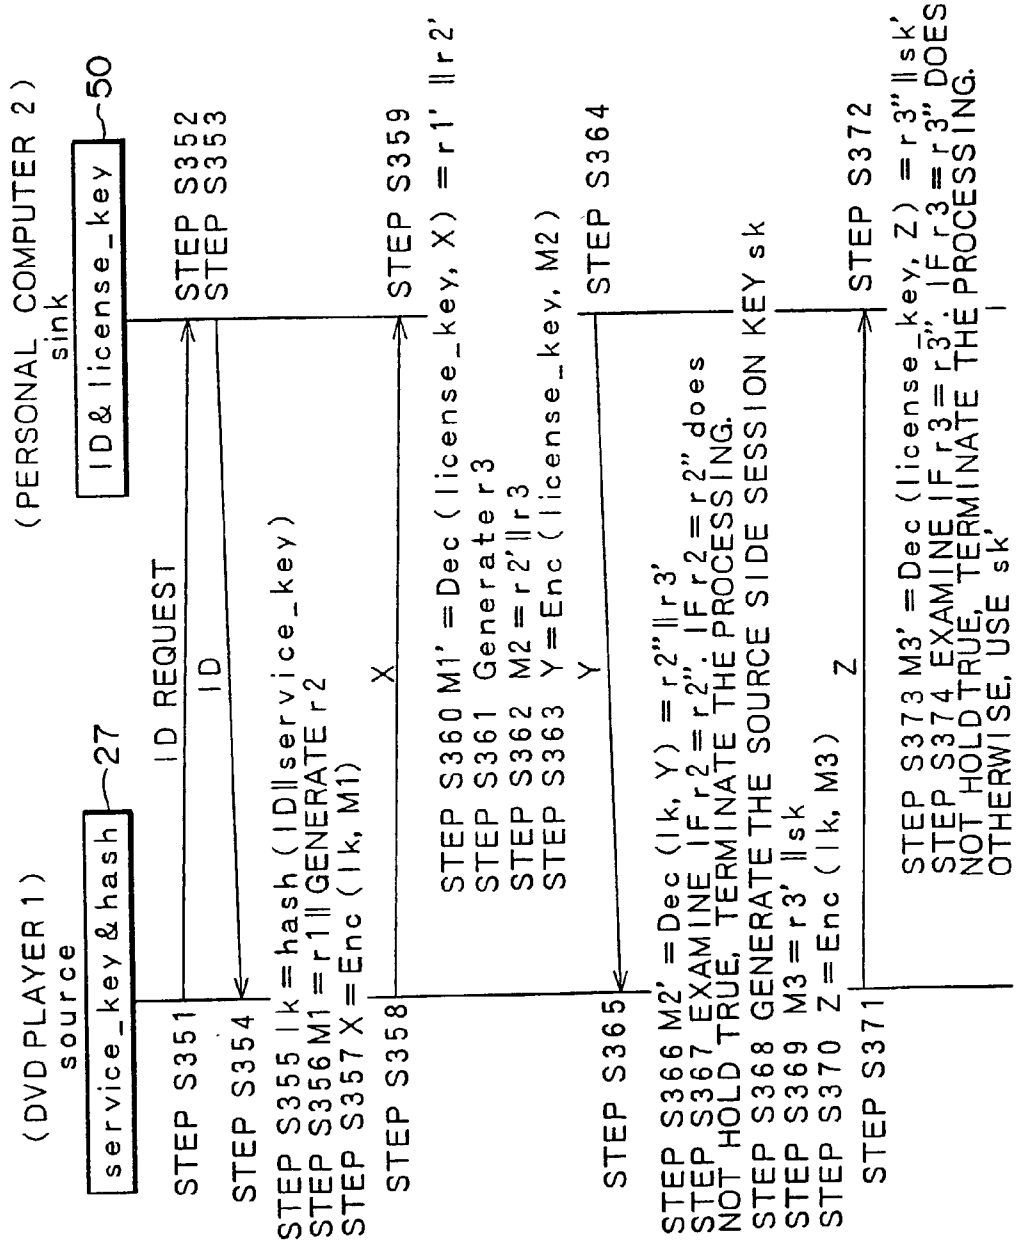 (DVD PLAYER 1)
source
(PERSONAL COMPUTER 2)
sink
service_key & hash
27
ID & license_key
50
STEP S351
ID REQUEST
STEP S352
STEP S353
ID
STEP S354
STEP S355 lk=hash (ID||service_key)
STEP S356 M1=r1||GENERATE r2
STEP S357 X=Enc (lk, M1)
STEP S358
X
STEP S359
STEP S360 M1'=Dec (license_key, X) =r1'||r2'
STEP S361 Generate r3
STEP S362 M2=r2'||r3
STEP S363 Y=Enc (license_key, M2)
Y
STEP S364
STEP S365
STEP S366 M2'=Dec (lk, Y) =r2"||r3'
STEP S367 EXAMINE IF r2=r2". IF r2=r2" does
NOT HOLD TRUE, TERMINATE THE PROCESSING.
STEP S368 GENERATE THE SOURCE SIDE SESSION KEY sk
STEP S369 M3=r3'||sk
STEP S370 Z=Enc (lk, M3)
STEP S371
Z
STEP S372
STEP S373 M3'=Dec (license_key, Z) =r3"||sk'
STEP S374 EXAMINE IF r3=r3". IF r3=r3" DOES
NOT HOLD TRUE, TERMINATE THE PROCESSING.
OTHERWISE, USE sk'